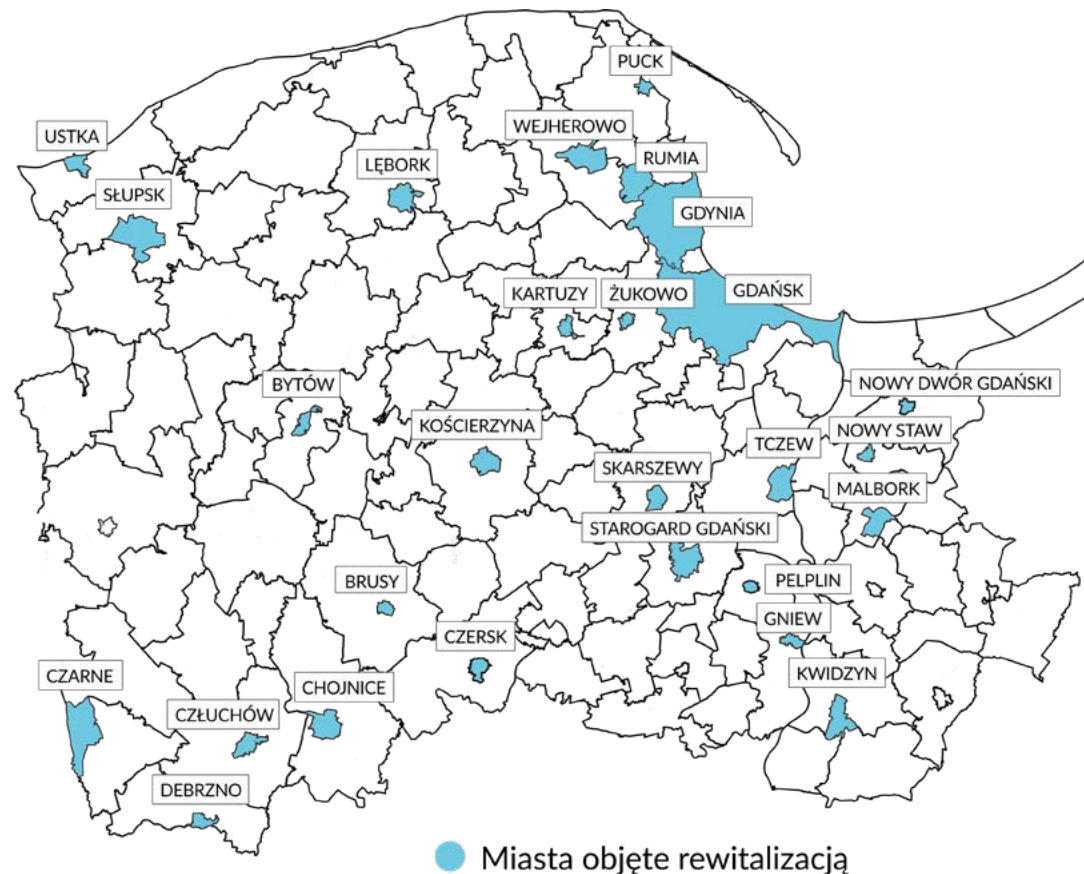 PUCK
WEJHEROWO
USTKA
RUMIA
LĘBORK
SŁUPSK
GDYNIA
KARTUZY
ŻUKOWO
GDAŃSK
BYTÓW
NOWY DWÓR GDAŃSKI
KOŚCIERZYNA
NOWY STAW
TCZEW
SKARSZEWY
MALBORK
STAROGARD GDAŃSKI
BRUSY
PELPLIN
GNIEW
CZERSK
CZARNE
KWIDZYN
CHOJNICE
CZŁUCHÓW
DEBRZNO
Miasta objęte rewitalizacją